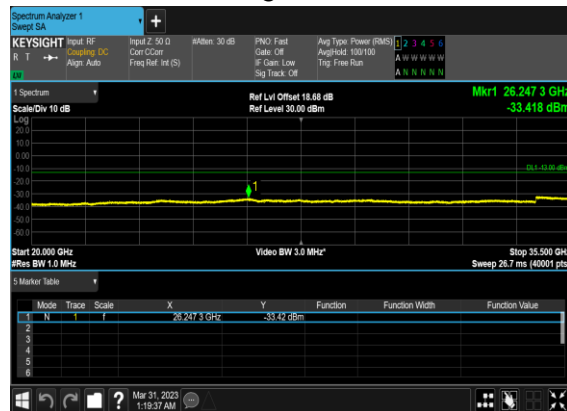 Spectrum Analyzer 1
Swept SA
+
KEYSIGHT Input: RF Input Z: 50 Ω #Atten: 30 dB PNO: Fast Avg Type: Power (RMS) 1 2 3 4 5 6
R T Coupling: DC Corr CCorr Gate: Off Avg|Hold: 100/100 A W W W W W
Align: Auto Freq Ref: Int (S) IF Gain: Low Trig: Free Run
Sig Track: Off A N N N N N
1 Spectrum Ref Lvl Offset 18.68 dB Mkr1 26.247 3 GHz
Scale/Div 10 dB Ref Level 30.00 dBm -33.418 dBm
Log
20.0
10.0
0.00
-10.0 DL1 -13.00 dBm
-20.0
1
-30.0
-40.0
-50.0
-60.0
Start 20.000 GHz Video BW 3.0 MHz* Stop 35.500 GHz
#Res BW 1.0 MHz Sweep 26.7 ms (40001 pts)
5 Marker Table
Mode Trace Scale X Y Function Function Width Function Value
1 N 1 f 26.247 3 GHz -33.42 dBm
2
3
4
5
6
? Mar 31, 2023
1:19:37 AM